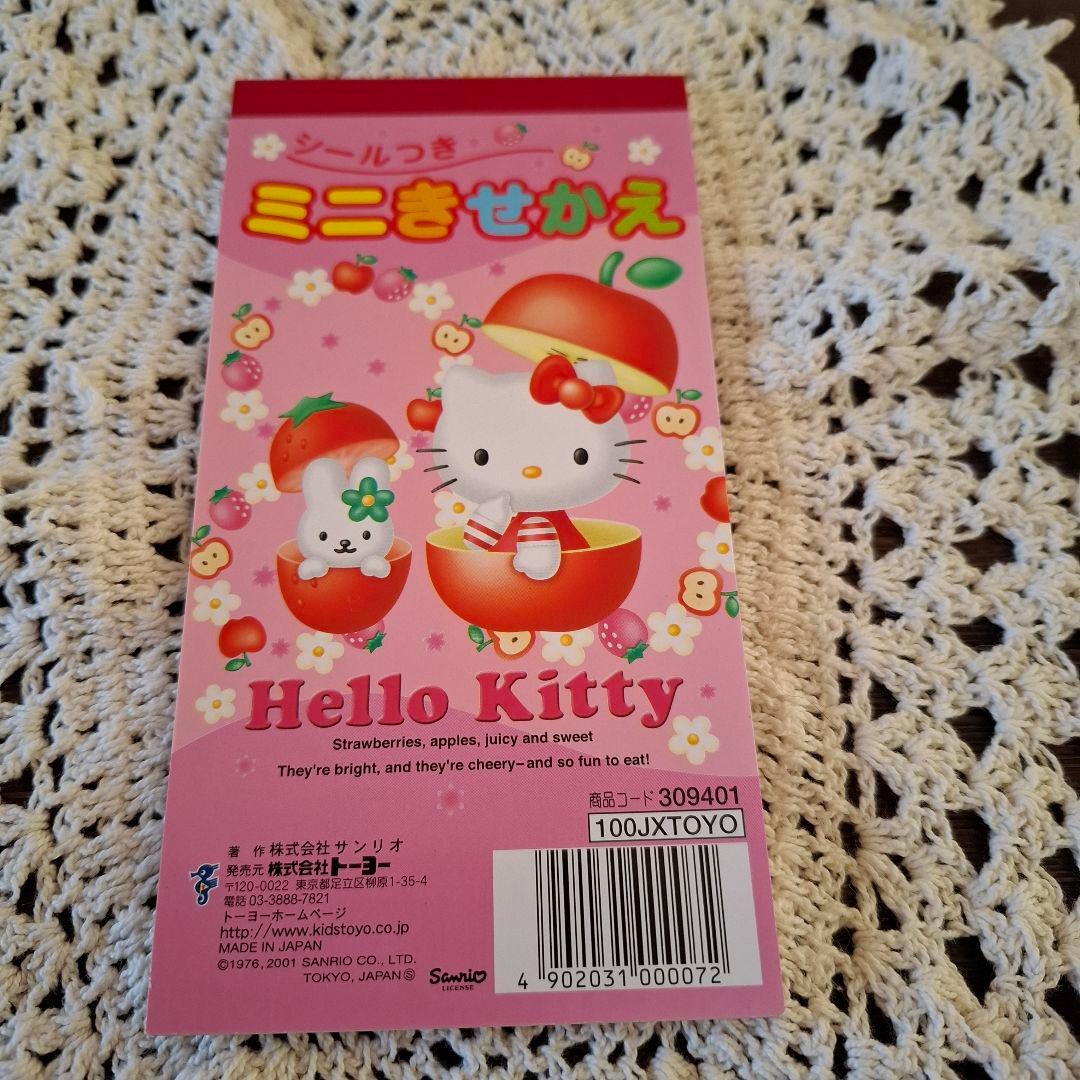 シールつき
ミニきせかえ
Hello Kitty
Strawberries, apples, juicy and sweet
They're bright, and they're cheery–and so fun to eat!
商品コード 309401
100JXTOYO
著 作 株式会社 サンリオ
発売元 株式会社トーヨー
〒120-0022 東京都足立区柳原1-35-4
電話 03-3888-7821
トーヨーホームページ
http://www.kidstoyo.co.jp
MADE IN JAPAN
©1976, 2001 SANRIO CO., LTD.
TOKYO, JAPAN Ⓢ
Sanrio
LICENSE
4 902031 000072